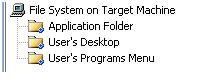 File System on Target Machine
Application Folder
User's Desktop
User's Programs Menu